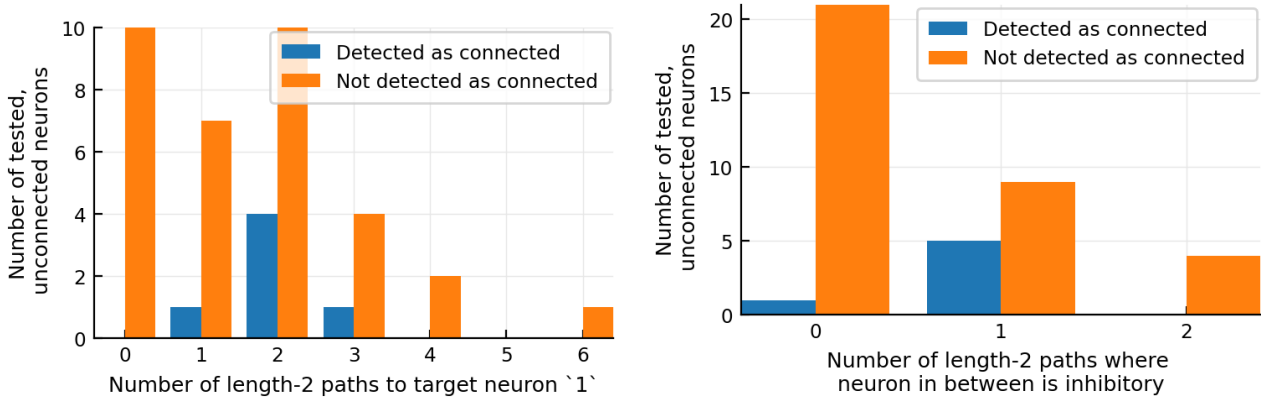 Number of tested,
unconnected neurons
10
8
6
4
2
0
Detected as connected
Not detected as connected
0 1 2 3 4 5 6
Number of length-2 paths to target neuron `1`
Number of tested,
unconnected neurons
20
15
10
5
0
Detected as connected
Not detected as connected
0 1 2
Number of length-2 paths where
neuron in between is inhibitory